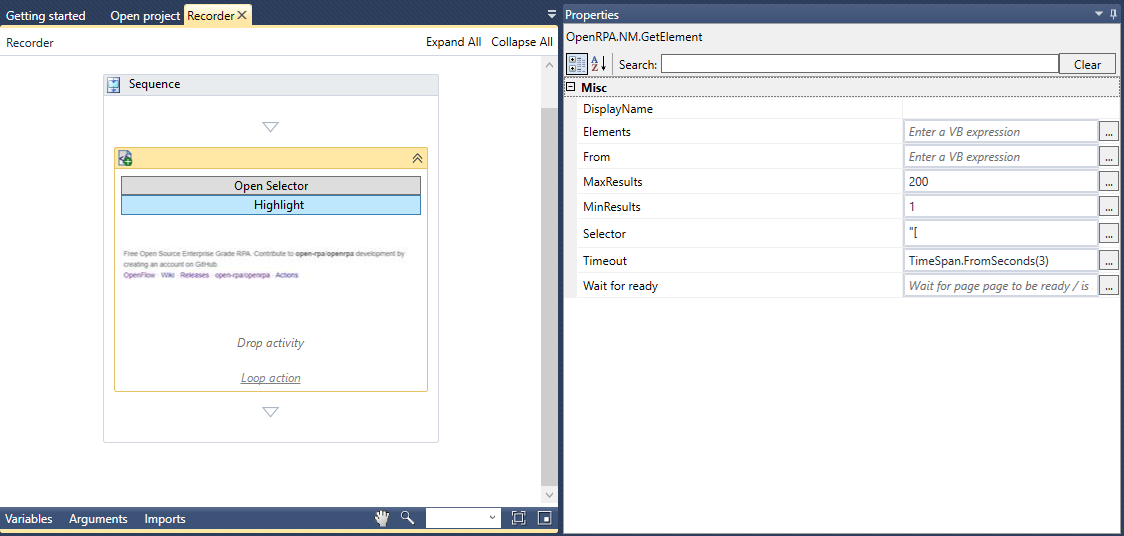 Getting started
Open project
Recorder
Recorder
Expand All
Collapse All
Sequence
Open Selector
Highlight
Free Open Source Enterprise Grade RPA. Contribute to open-rpa/openrpa development by
creating an account on GitHub
OpenFlow · Wiki · Releases · open-rpa/openrpa · Actions
Drop activity
Loop action
Variables
Arguments
Imports
Properties
OpenRPA.NM.GetElement
Search:
Clear
Misc
DisplayName
Elements
Enter a VB expression
...
From
Enter a VB expression
...
MaxResults
200
...
MinResults
1
...
Selector
"[
...
Timeout
TimeSpan.FromSeconds(3)
...
Wait for ready
Wait for page page to be ready / is
...